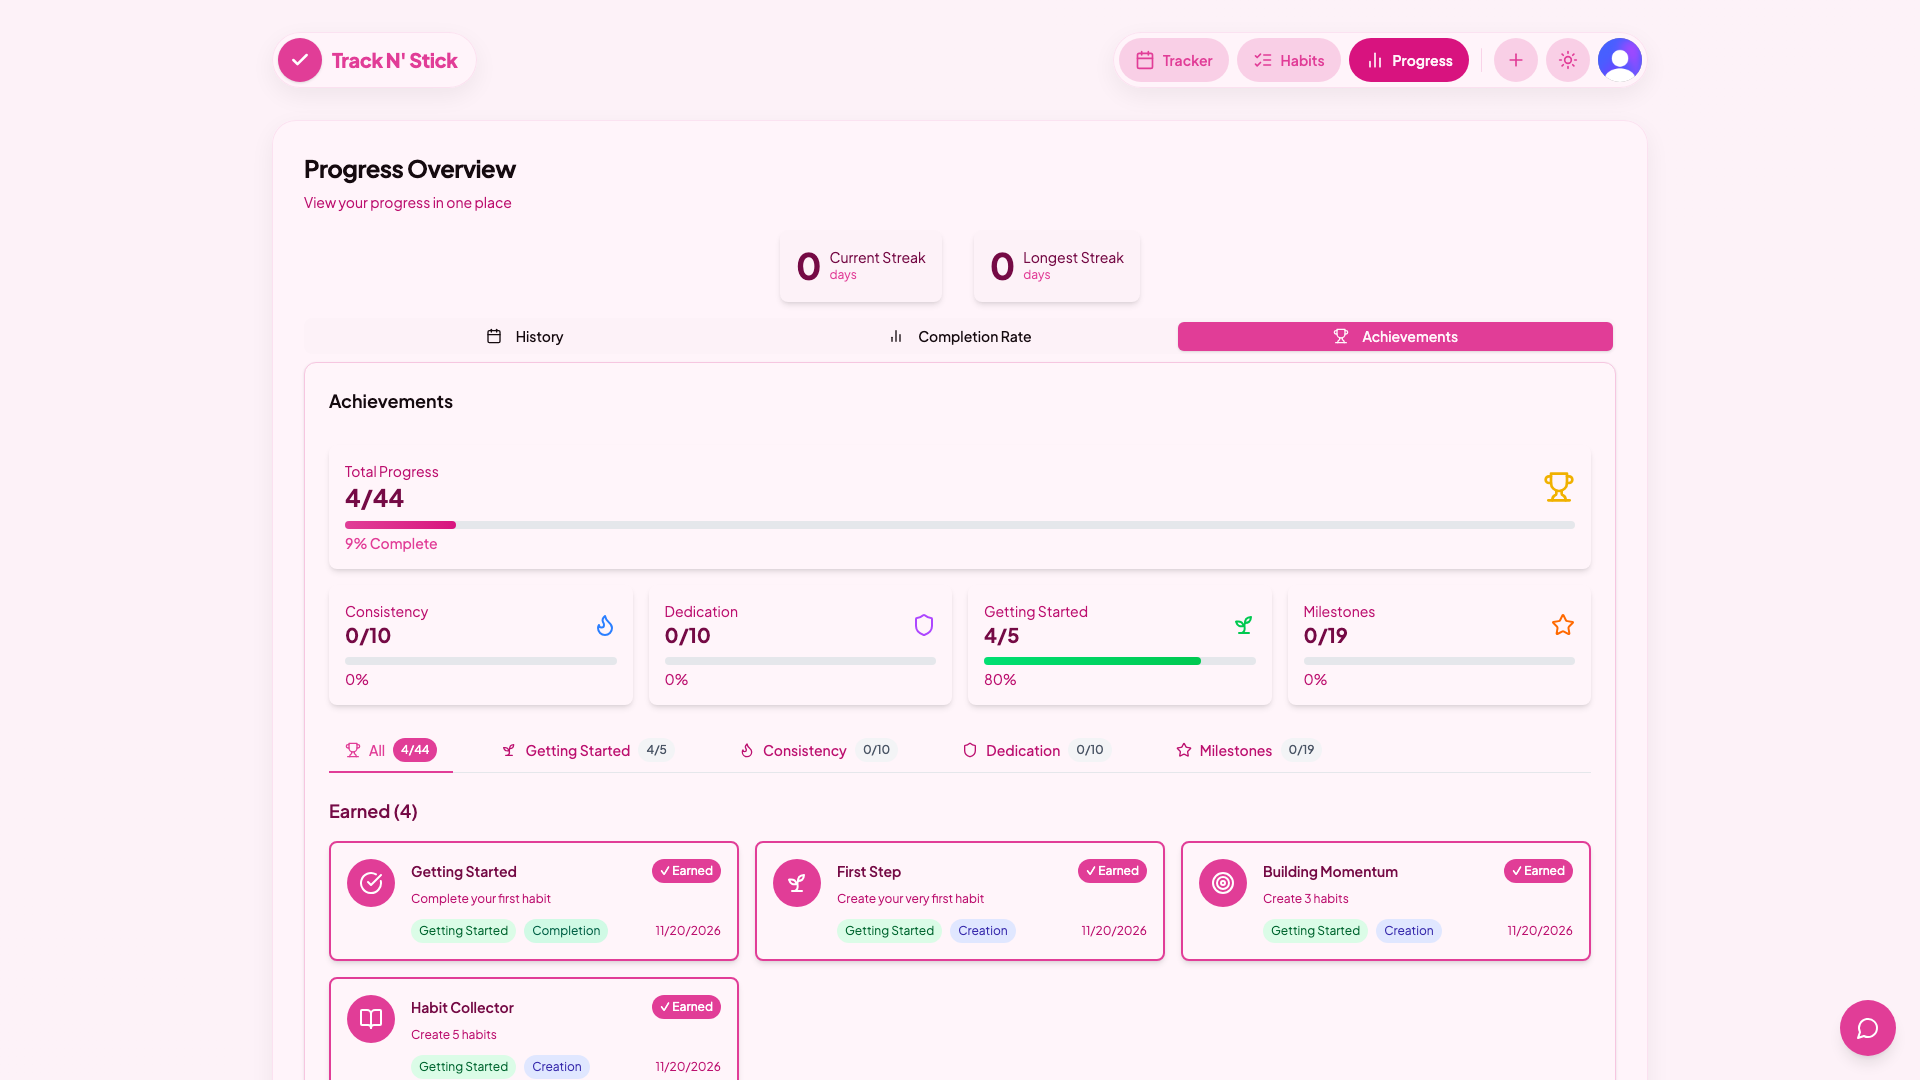 Track N' Stick
Tracker
Habits
Progress
Progress Overview
View your progress in one place
0
Current Streak
days
0
Longest Streak
days
History
Completion Rate
Achievements
Achievements
Total Progress
4/44
9% Complete
Consistency
0/10
0%
Dedication
0/10
0%
Getting Started
4/5
80%
Milestones
0/19
0%
All 4/44
Getting Started 4/5
Consistency 0/10
Dedication 0/10
Milestones 0/19
Earned (4)
Getting Started
✓ Earned
Complete your first habit
Getting Started Completion 11/20/2026
First Step
✓ Earned
Create your very first habit
Getting Started Creation 11/20/2026
Building Momentum
✓ Earned
Create 3 habits
Getting Started Creation 11/20/2026
Habit Collector
✓ Earned
Create 5 habits
Getting Started Creation 11/20/2026